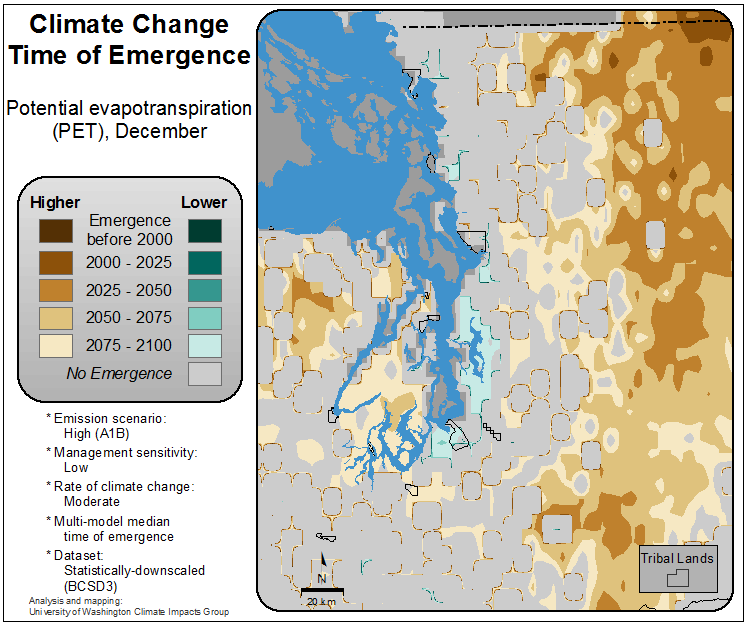 Climate Change
Time of Emergence
Potential evapotranspiration
(PET), December
Higher Lower
Emergence
before 2000
2000 - 2025
2025 - 2050
2050 - 2075
2075 - 2100
No Emergence
* Emission scenario:
High (A1B)
* Management sensitivity:
Low
* Rate of climate change:
Moderate
* Multi-model median
time of emergence
* Dataset:
Statistically-downscaled
(BCSD3)
Analysis and mapping:
University of Washington Climate Impacts Group
N
20 km
Tribal Lands